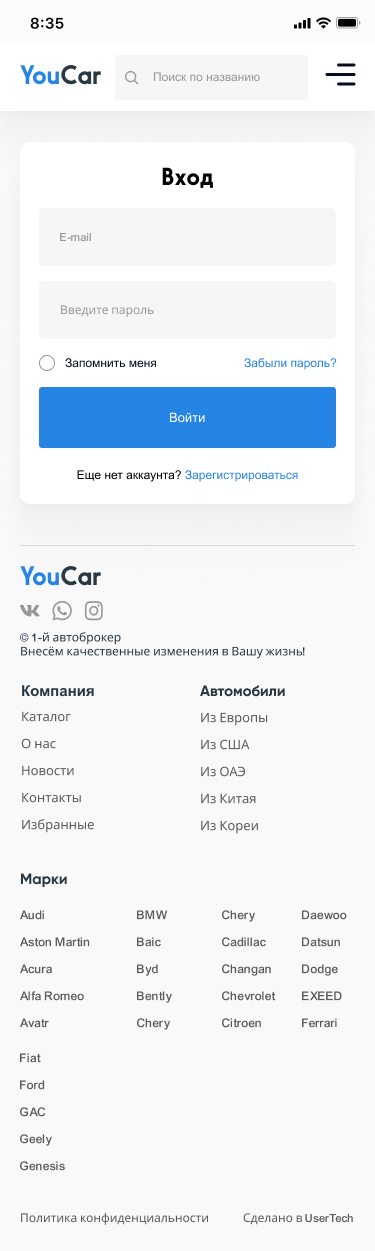 8:35
YouCar
Поиск по названию
Вход
E-mail
Введите пароль
Запомнить меня
Забыли пароль?
Войти
Еще нет аккаунта? Зарегистрироваться
YouCar
© 1-й автоброкер
Внесём качественные изменения в Вашу жизнь!
Компания
Каталог
О нас
Новости
Контакты
Избранные
Автомобили
Из Европы
Из США
Из ОАЭ
Из Китая
Из Кореи
Марки
Audi
Aston Martin
Acura
Alfa Romeo
Avatr
BMW
Baic
Byd
Bently
Chery
Chery
Cadillac
Changan
Chevrolet
Citroen
Daewoo
Datsun
Dodge
EXEED
Ferrari
Fiat
Ford
GAC
Geely
Genesis
Политика конфиденциальности
Сделано в UserTech